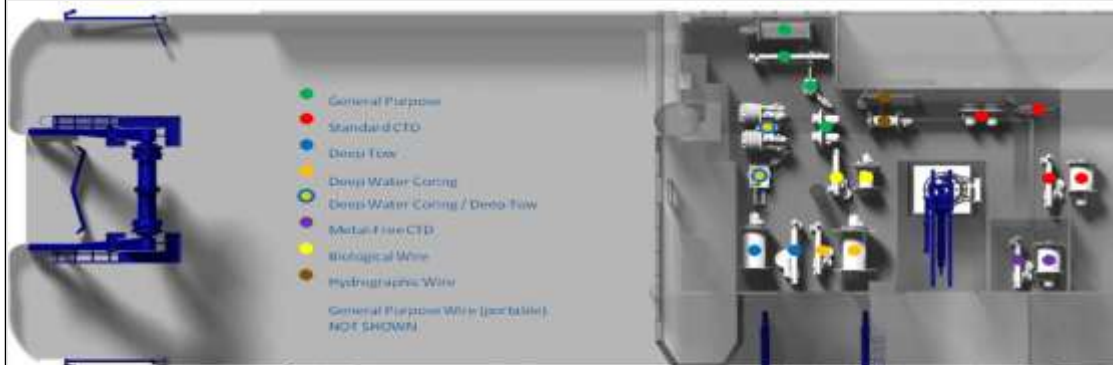 General Purpose
Standard CTD
Deep Tow
Deep Water Coring
Deep Water Coring / Deep Tow
Metal-Free CTD
Biological Wire
Hydrographic Wire
General Purpose Wire (portable)
NOT SHOWN